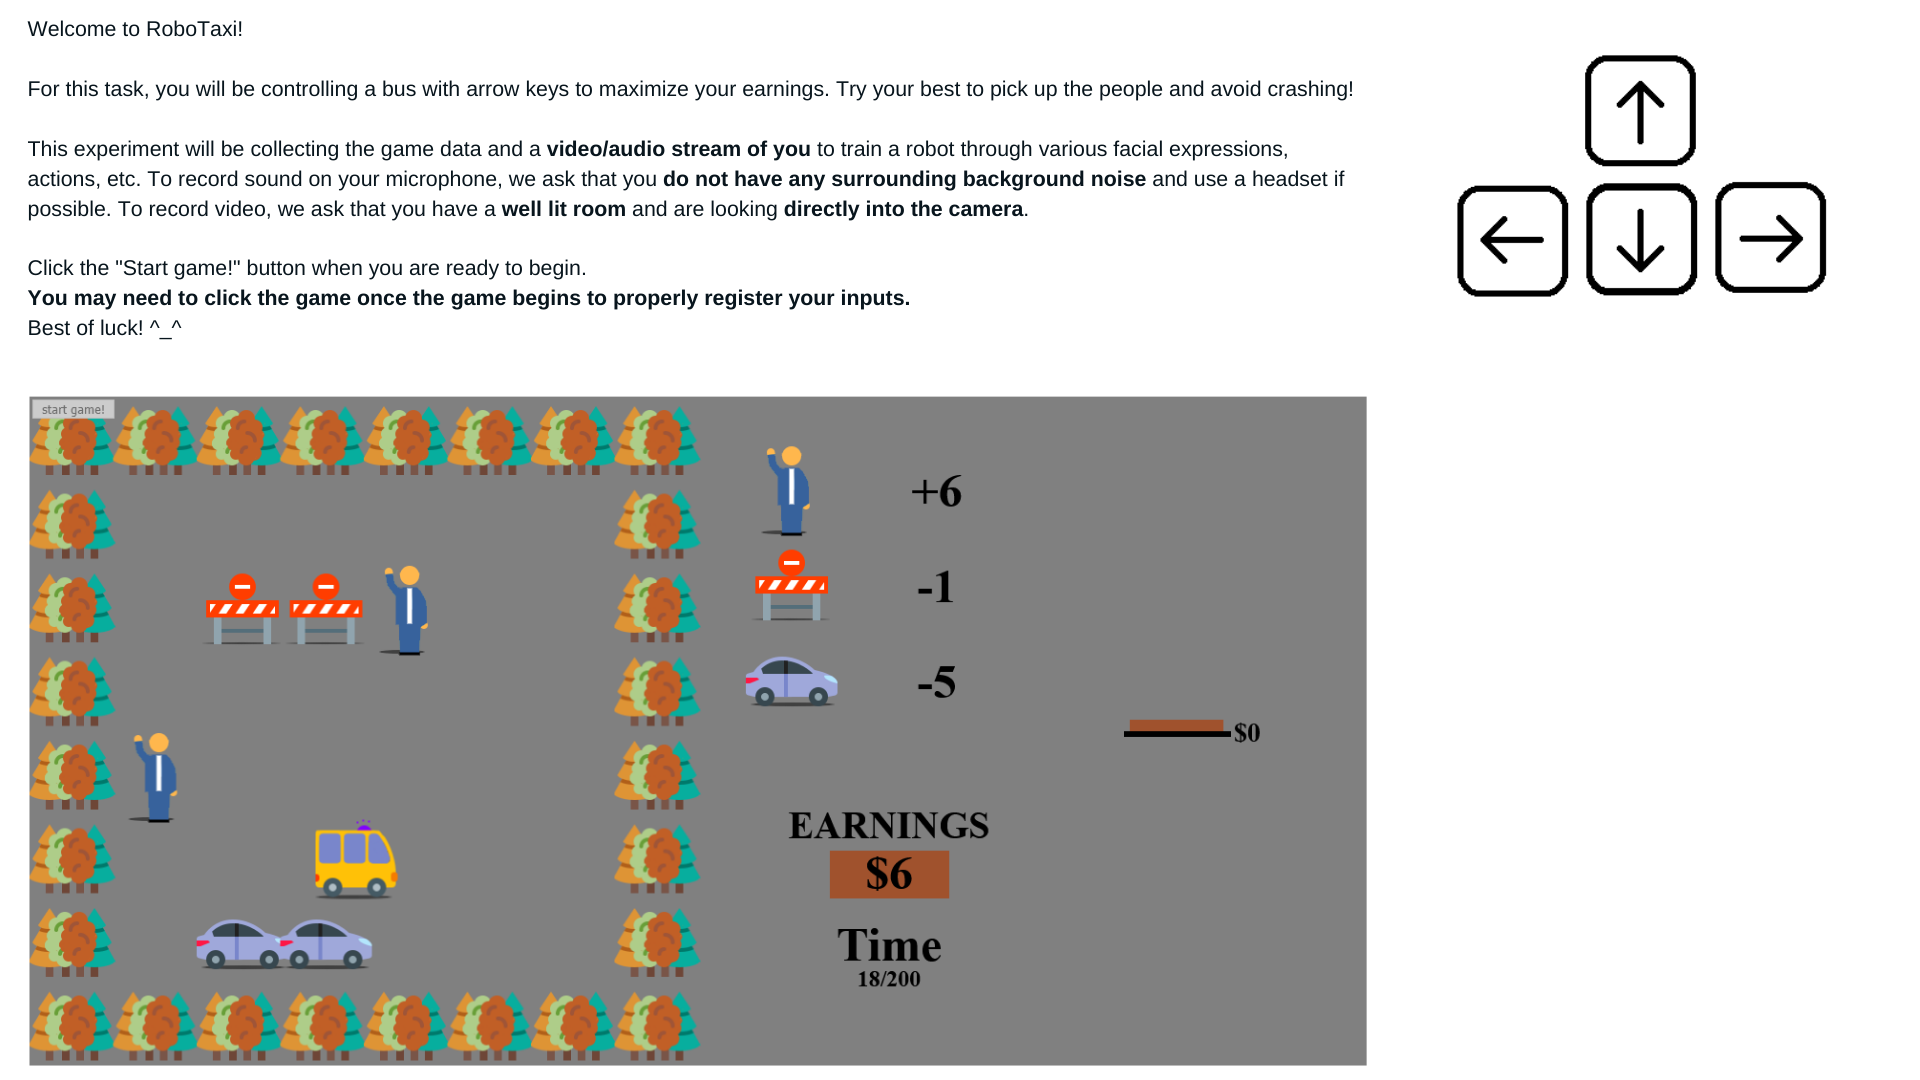 Welcome to RoboTaxi!
For this task, you will be controlling a bus with arrow keys to maximize your earnings. Try your best to pick up the people and avoid crashing!
This experiment will be collecting the game data and a video/audio stream of you to train a robot through various facial expressions,
actions, etc. To record sound on your microphone, we ask that you do not have any surrounding background noise and use a headset if
possible. To record video, we ask that you have a well lit room and are looking directly into the camera.
Click the "Start game!" button when you are ready to begin.
You may need to click the game once the game begins to properly register your inputs.
Best of luck! ^_^
start game!
+6
-1
-5
$0
EARNINGS
$6
Time
18/200